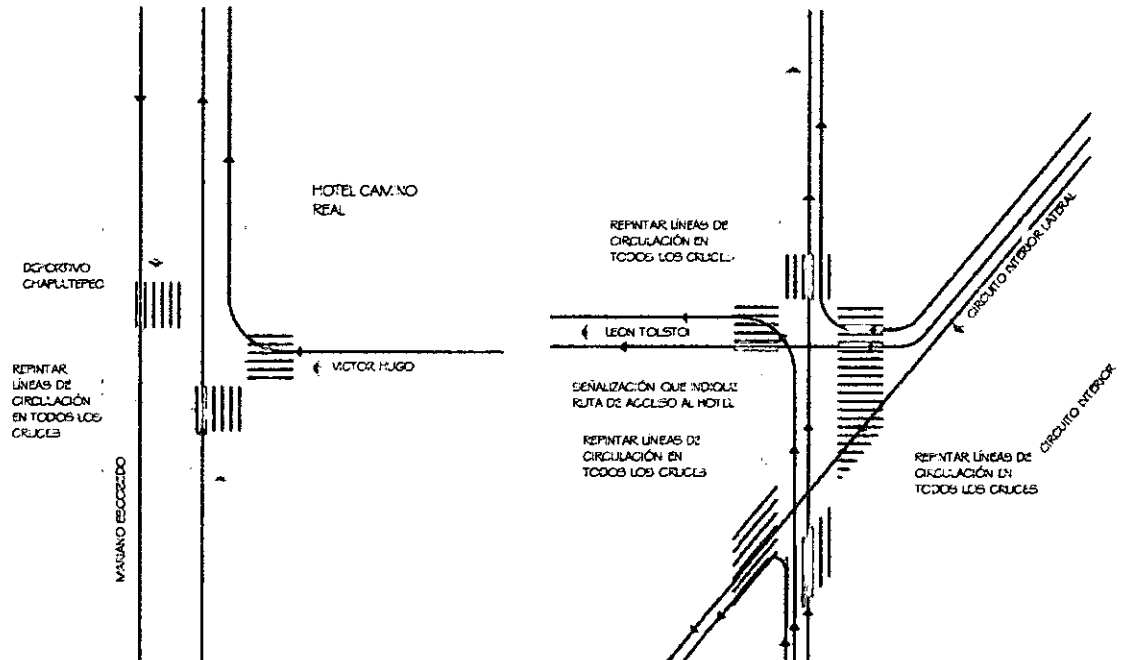 HOTEL CAMINO
REAL
DEPORTIVO
CHAPULTEPEC
VICTOR HUGO
REPINTAR
LÍNEAS DE
CIRCULACIÓN
EN TODOS LOS
CRUCES
MARIANO ESCOBEDO
REPINTAR LÍNEAS DE
CIRCULACIÓN EN
TODOS LOS CRUCES
CIRCUITO INTERIOR LATERAL
LEON TOLSTOI
SEÑALIZACIÓN QUE INDIQUE
RUTA DE ACCESO AL HOTEL
REPINTAR LÍNEAS DE
CIRCULACIÓN EN
TODOS LOS CRUCES
CIRCUITO INTERIOR
REPINTAR LÍNEAS DE
CIRCULACIÓN EN
TODOS LOS CRUCES